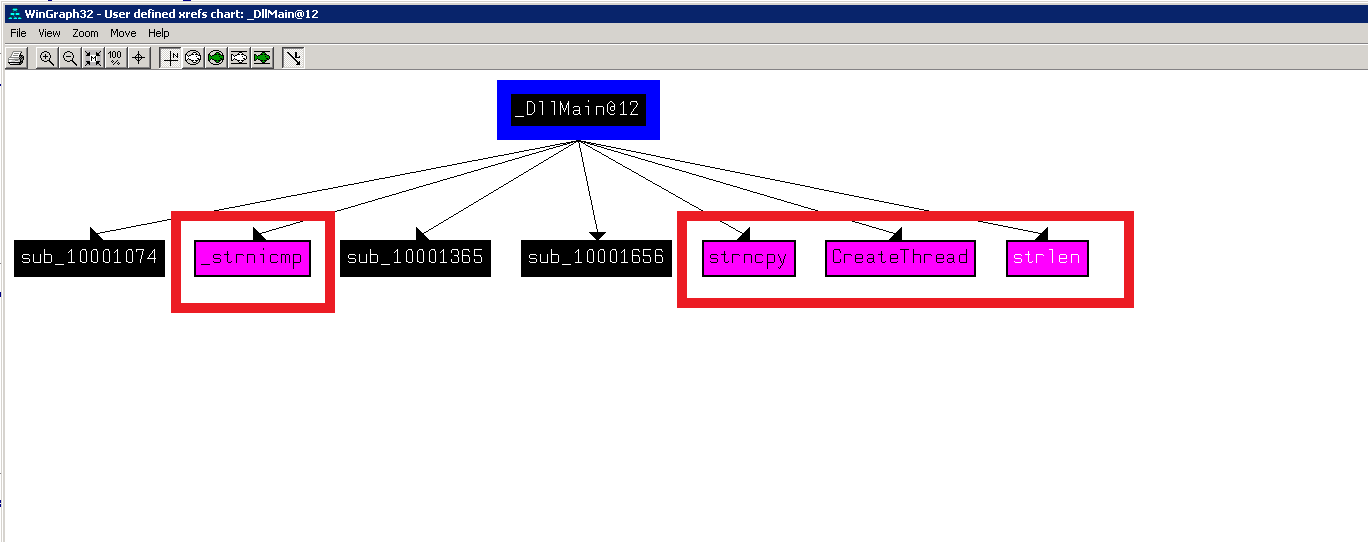 WinGraph32 - User defined xrefs chart: _DllMain@12
File View Zoom Move Help
100 %
N
_DllMain@12
sub_10001074 _strnicmp sub_10001365 sub_10001656 strncpy CreateThread strlen